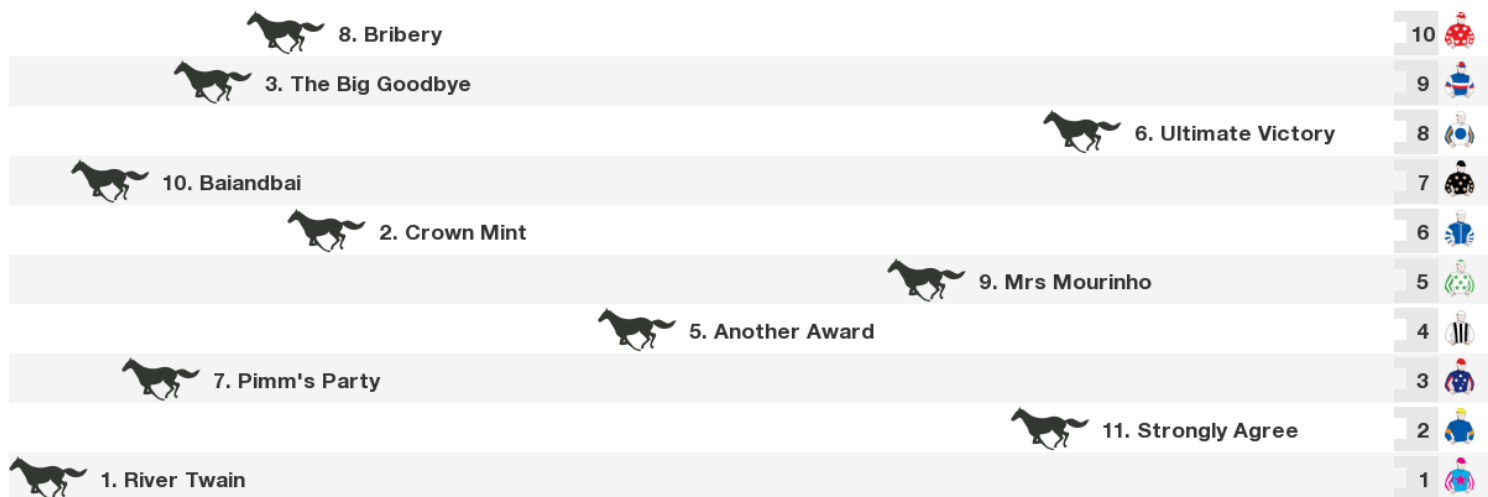 8. Bribery 10
3. The Big Goodbye 9
6. Ultimate Victory 8
10. Baiandbai 7
2. Crown Mint 6
9. Mrs Mourinho 5
5. Another Award 4
7. Pimm's Party 3
11. Strongly Agree 2
1. River Twain 1